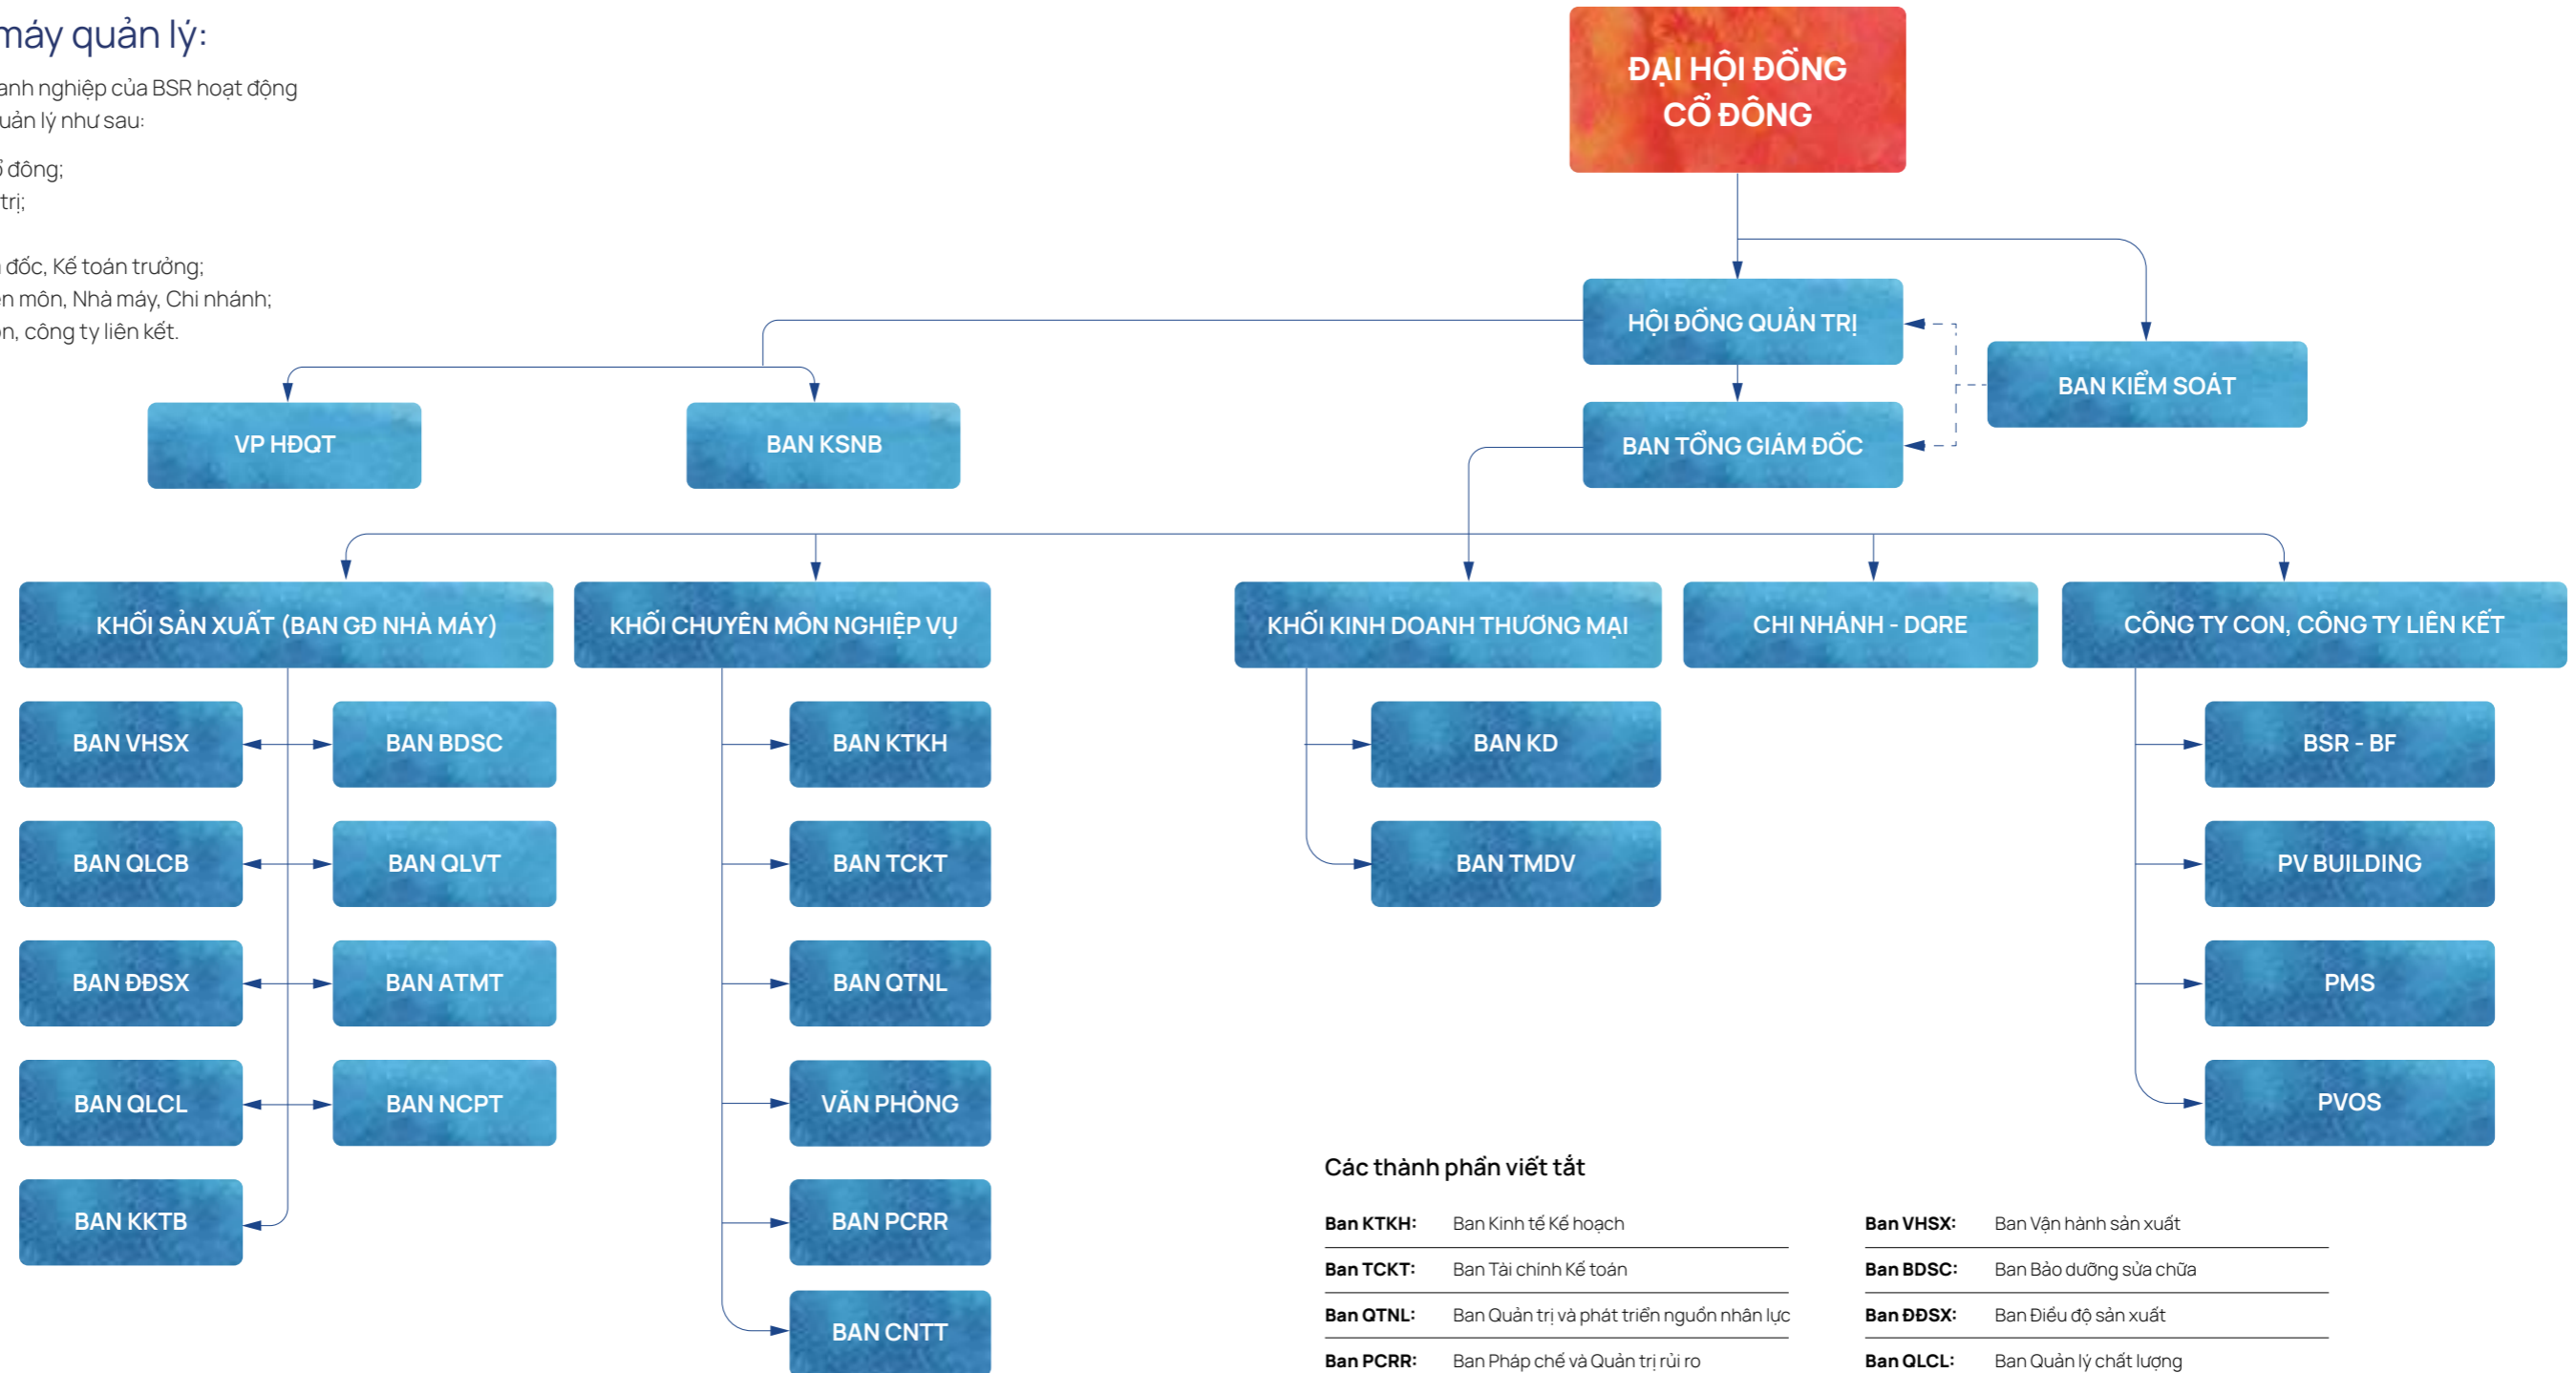 máy quản lý:
anh nghiệp của BSR hoạt động
uản lý như sau:
ổ đông;
trị;
đốc, Kế toán trưởng;
n môn, Nhà máy, Chi nhánh;
n, công ty liên kết.
ĐẠI HỘI ĐỒNG
CỔ ĐÔNG
HỘI ĐỒNG QUẢN TRỊ
BAN KIỂM SOÁT
VP HĐQT
BAN KSNB
BAN TỔNG GIÁM ĐỐC
KHỐI SẢN XUẤT (BAN GĐ NHÀ MÁY)
KHỐI CHUYÊN MÔN NGHIỆP VỤ
KHỐI KINH DOANH THƯƠNG MẠI
CHI NHÁNH - DQRE
CÔNG TY CON, CÔNG TY LIÊN KẾT
BAN VHSX
BAN BDSC
BAN QLCB
BAN QLVT
BAN ĐĐSX
BAN ATMT
BAN QLCL
BAN NCPT
BAN KKTB
BAN KTKH
BAN TCKT
BAN QTNL
VĂN PHÒNG
BAN PCRR
BAN CNTT
BAN KD
BAN TMDV
BSR - BF
PV BUILDING
PMS
PVOS
Các thành phần viết tắt
Ban KTKH: Ban Kinh tế Kế hoạch
Ban TCKT: Ban Tài chính Kế toán
Ban QTNL: Ban Quản trị và phát triển nguồn nhân lực
Ban PCRR: Ban Pháp chế và Quản trị rủi ro
Ban VHSX: Ban Vận hành sản xuất
Ban BDSC: Ban Bảo dưỡng sửa chữa
Ban ĐĐSX: Ban Điều độ sản xuất
Ban QLCL: Ban Quản lý chất lượng